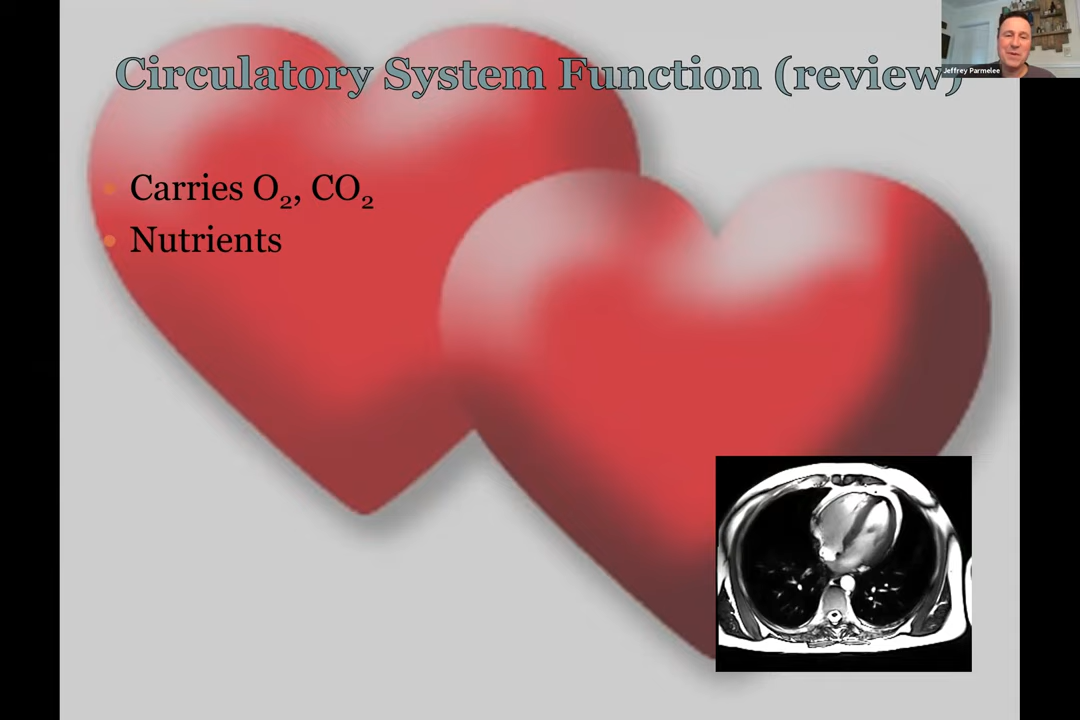 Circulatory System Function (review)
Jeffrey Parmelee
Carries O₂, CO₂
Nutrients